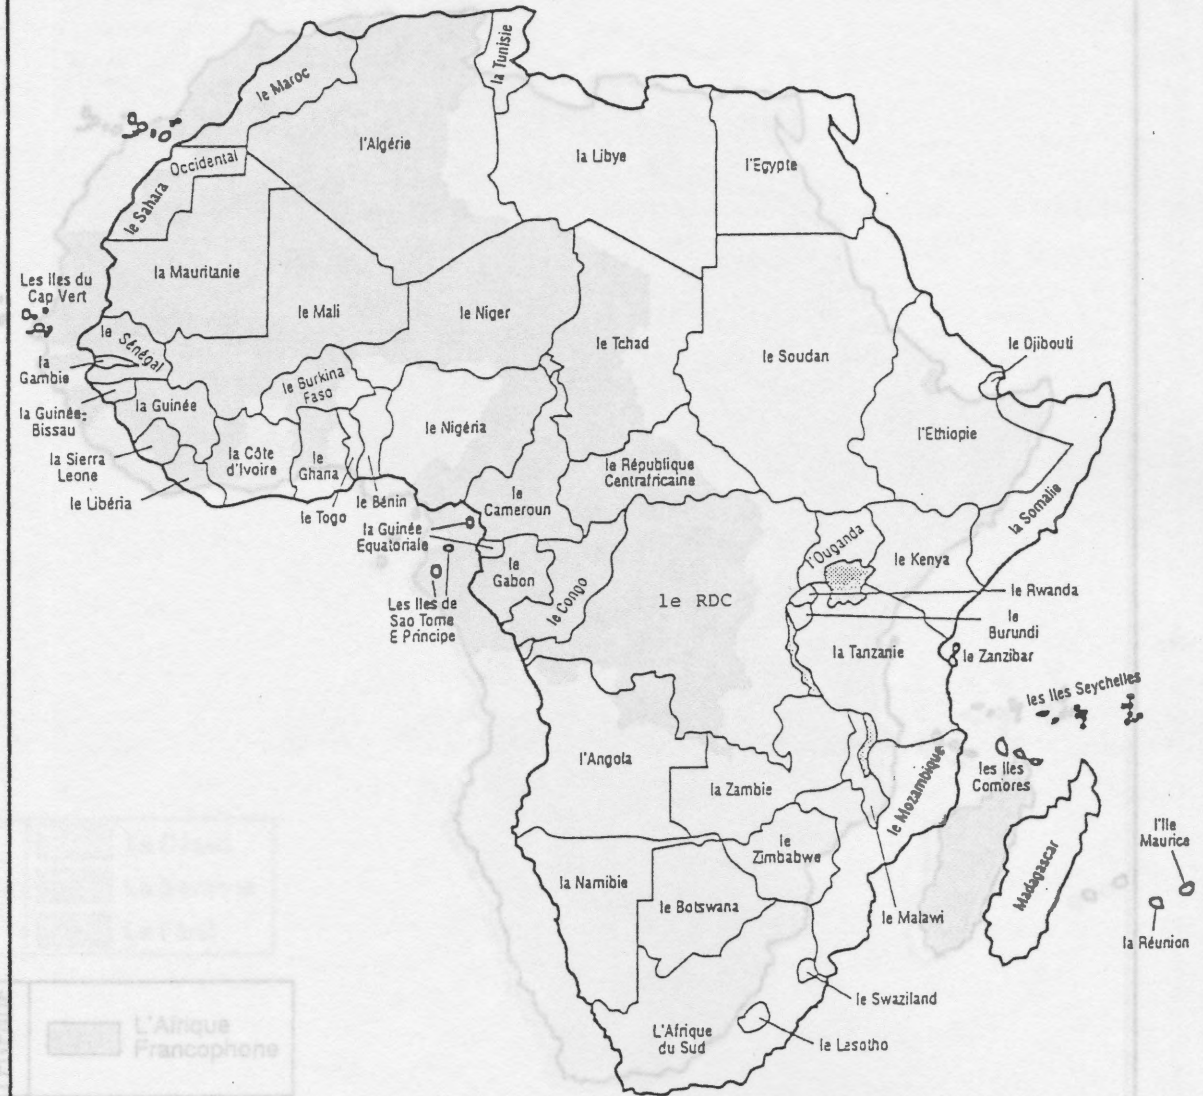 la Tunisie
le Maroc
l'Algérie
la Libye
l'Egypte
le Sahara
Occidental
la Mauritanie
Les Iles du
Cap Vert
le Mali
le Niger
le Tchad
le Soudan
le Djibouti
le
Sénégal
la
Gambie
le Burkina
Faso
la Guinée-
Bissau
la Guinée
le Nigéria
l'Ethiopie
la Sierra
Leone
la Côte
d'Ivoire
le
Ghana
la République
Centrafricaine
le Libéria
le Togo
le Bénin
le
Cameroun
la Somalie
la Guinée
Equatoriale
l'Ouganda
le Kenya
le
Gabon
le Congo
le RDC
le Rwanda
Les Iles de
Sao Tome
E Principe
le
Burundi
la Tanzanie
le Zanzibar
les Iles Seychelles
l'Angola
la Zambie
le Mozambique
les Iles
Comores
Madagascar
l'Ile
Maurice
le
Zimbabwe
la Namibie
le Botswana
le Malawi
la Réunion
le Swaziland
L'Afrique
du Sud
le Lesotho
L'Afrique
Francophone